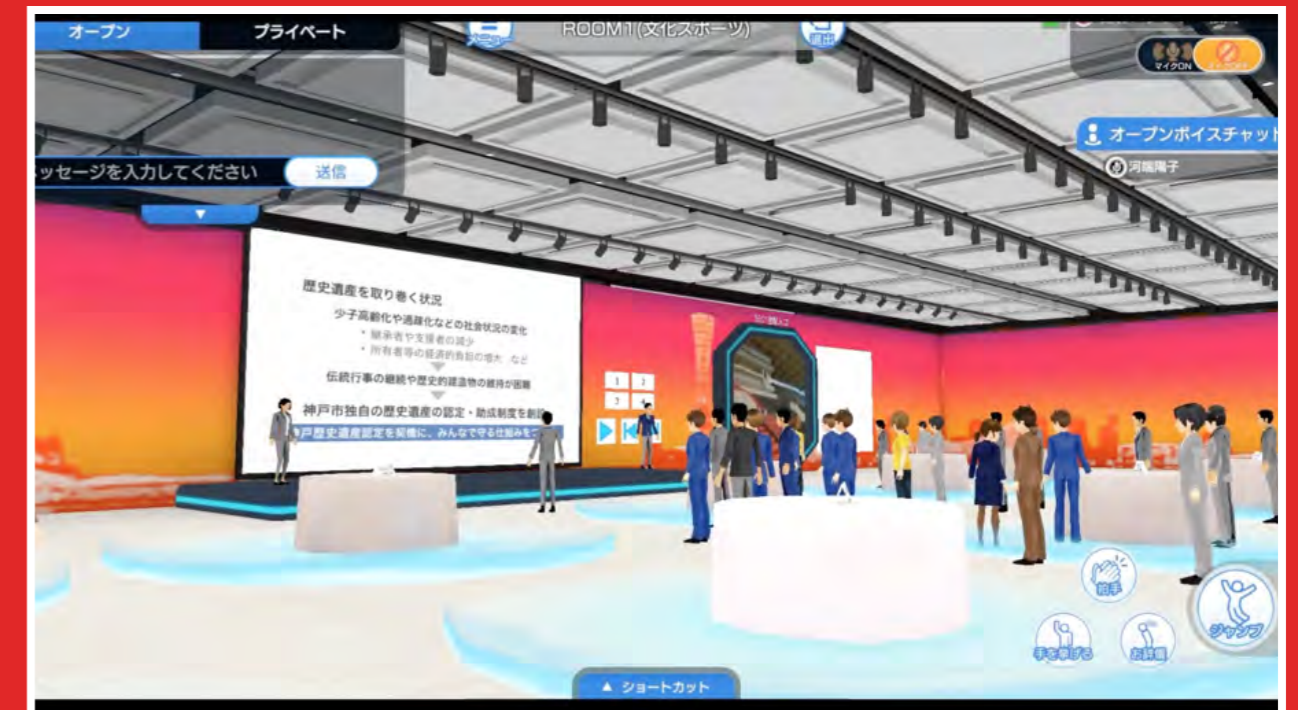 オープン
プライベート
メニュー
ROOM1(文化スポーツ)
退出
マイクON
オープンボイスチャット
河端陽子
ッセージを入力してください
送信
▼
歴史遺産を取り巻く状況
少子高齢化や過疎化などの社会状況の変化
・継承者や支援者の減少
・所有者等の経済的負担の増大 など
伝統行事の継続や歴史的建造物の維持が困難
神戸市独自の歴史遺産の認定・助成制度を創設
戸歴史遺産認定を契機に、みんなで守る仕組みを
1 2
3 4
拍手
手を挙げる
お辞儀
ジャンプ
▲ ショートカット